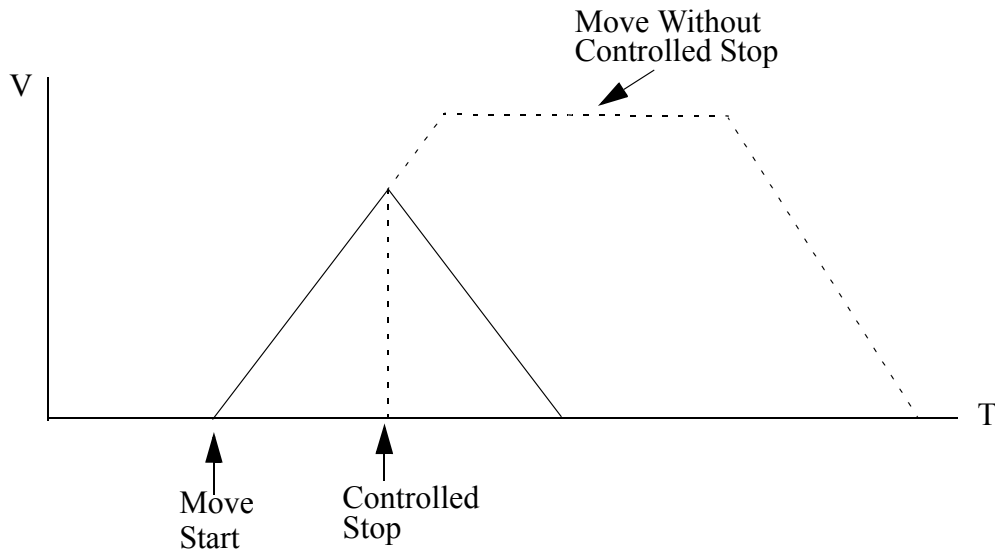 Move Without
Controlled Stop
V
T
Move
Start
Controlled
Stop